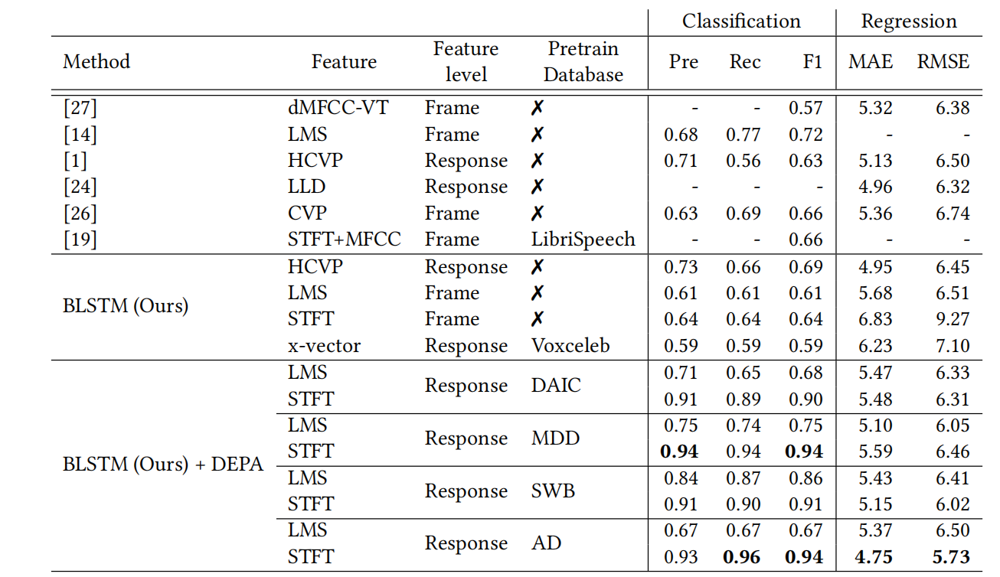 Classification Regression
Method Feature Feature level Pretrain Database Pre Rec F1 MAE RMSE
[27] dMFCC-VT Frame ✗ - - 0.57 5.32 6.38
[14] LMS Frame ✗ 0.68 0.77 0.72 - -
[1] HCVP Response ✗ 0.71 0.56 0.63 5.13 6.50
[24] LLD Response ✗ - - - 4.96 6.32
[26] CVP Frame ✗ 0.63 0.69 0.66 5.36 6.74
[19] STFT+MFCC Frame LibriSpeech - - 0.66 - -
BLSTM (Ours)
HCVP Response ✗ 0.73 0.66 0.69 4.95 6.45
LMS Frame ✗ 0.61 0.61 0.61 5.68 6.51
STFT Frame ✗ 0.64 0.64 0.64 6.83 9.27
x-vector Response Voxceleb 0.59 0.59 0.59 6.23 7.10
BLSTM (Ours) + DEPA
Response DAIC
LMS 0.71 0.65 0.68 5.47 6.33
STFT 0.91 0.89 0.90 5.48 6.31
Response MDD
LMS 0.75 0.74 0.75 5.10 6.05
STFT 0.94 0.94 0.94 5.59 6.46
Response SWB
LMS 0.84 0.87 0.86 5.43 6.41
STFT 0.91 0.90 0.91 5.15 6.02
Response AD
LMS 0.67 0.67 0.67 5.37 6.50
STFT 0.93 0.96 0.94 4.75 5.73